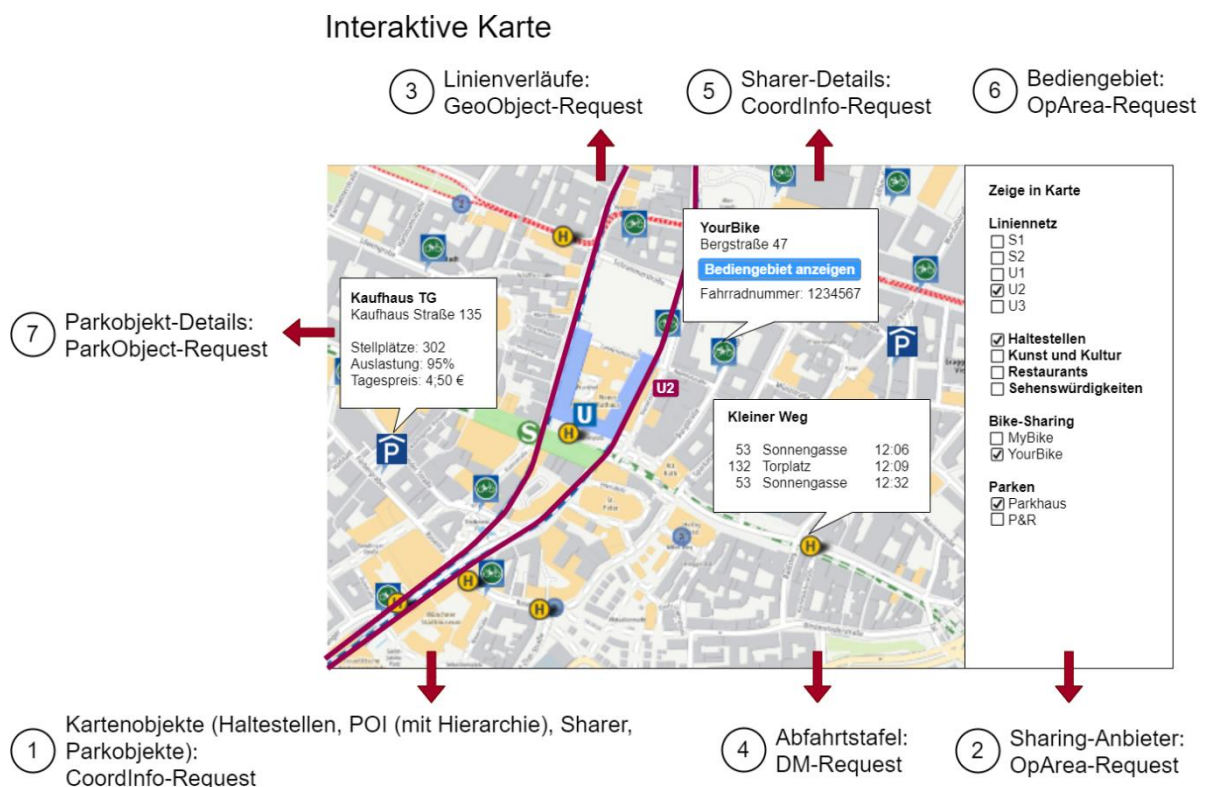 Interaktive Karte
3
Linienverläufe:
GeoObject-Request
5
Sharer-Details:
CoordInfo-Request
6
Bediengebiet:
OpArea-Request
7
Parkobjekt-Details:
ParkObject-Request
Kaufhaus TG
Kaufhaus Straße 135
Stellplätze: 302
Auslastung: 95%
Tagespreis: 4;50 €
YourBike
Bergstraße 47
Bediengebiet anzeigen
Fahrradnummer: 1234567
U2
Kleiner Weg
53 Sonnengasse 12:06
132 Torplatz 12:09
53 Sonnengasse 12:32
H
H
H
H
H
H
P
P
S
U
Zeige in Karte
Liniennetz
S1
S2
U1
U2
U3
Haltestellen
Kunst und Kultur
Restaurants
Sehenswürdigkeiten
Bike-Sharing
MyBike
YourBike
Parken
Parkhaus
P&R
1
Kartenobjekte (Haltestellen, POI (mit Hierarchie), Sharer,
Parkobjekte):
CoordInfo-Request
4
Abfahrtstafel:
DM-Request
2
Sharing-Anbieter:
OpArea-Request